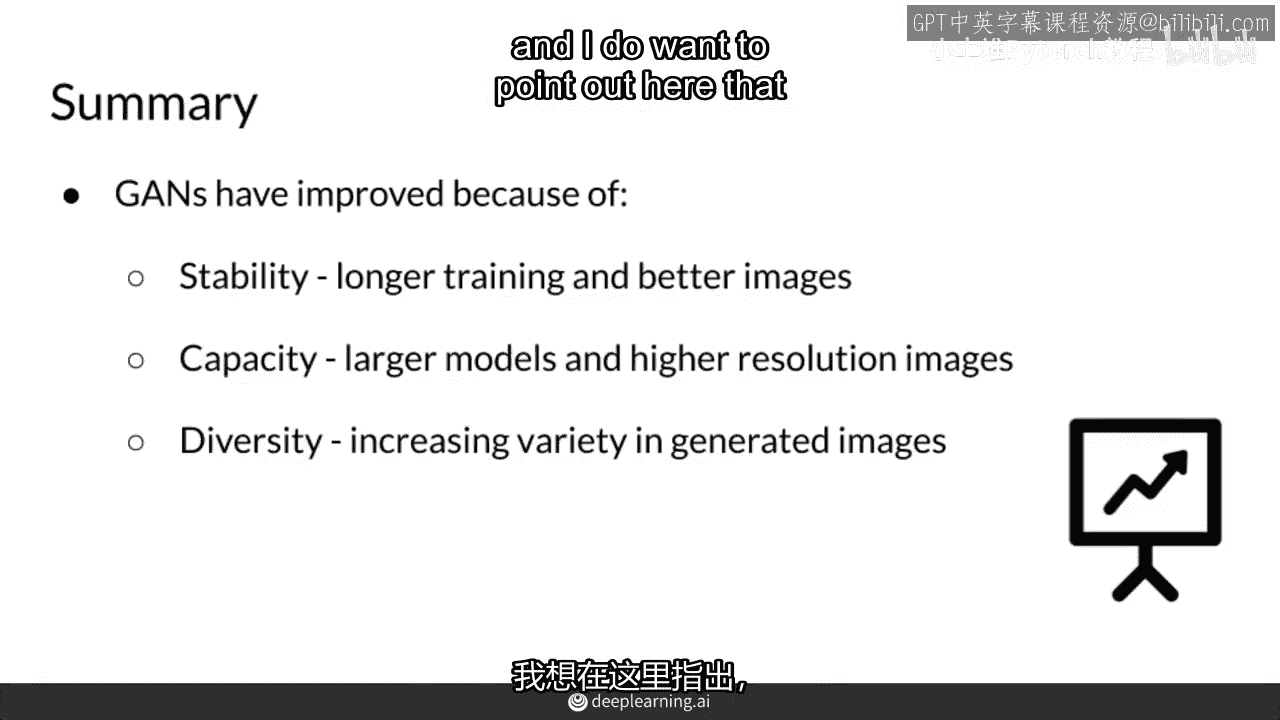 GPT中英字幕课程资源@bilibili.com
and I do want to
point out here that
Summary
● GANs have improved because of:
○ Stability - longer training and better images
○ Capacity - larger models and higher resolution images
○ Diversity - increasing variety in generated images
我想在这里指出,
deeplearning.ai